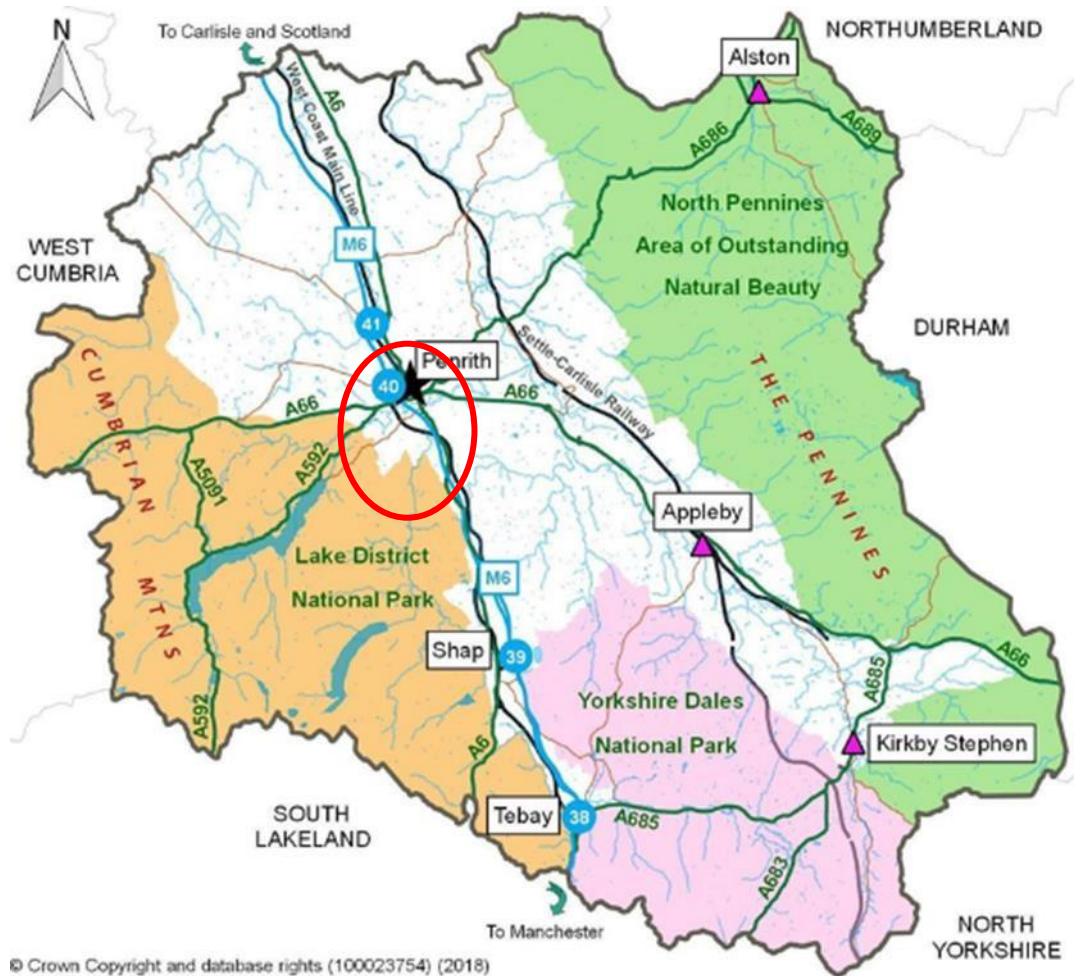 N
To Carlisle and Scotland
NORTHUMBERLAND
Alston
West Coast Main Line
A6
A686
A689
North Pennines
Area of Outstanding
Natural Beauty
WEST
CUMBRIA
M6
DURHAM
41
Settle-Carlisle Railway
Penrith
40
A66
A66
THE PENNINES
CUMBRIAN MTNS
A5091
A592
Appleby
Lake District
National Park
M6
Shap
39
A685
A66
Yorkshire Dales
National Park
A592
A6
Kirkby Stephen
SOUTH
LAKELAND
Tebay
38
A685
A683
To Manchester
NORTH
YORKSHIRE
© Crown Copyright and database rights (100023754) (2018)